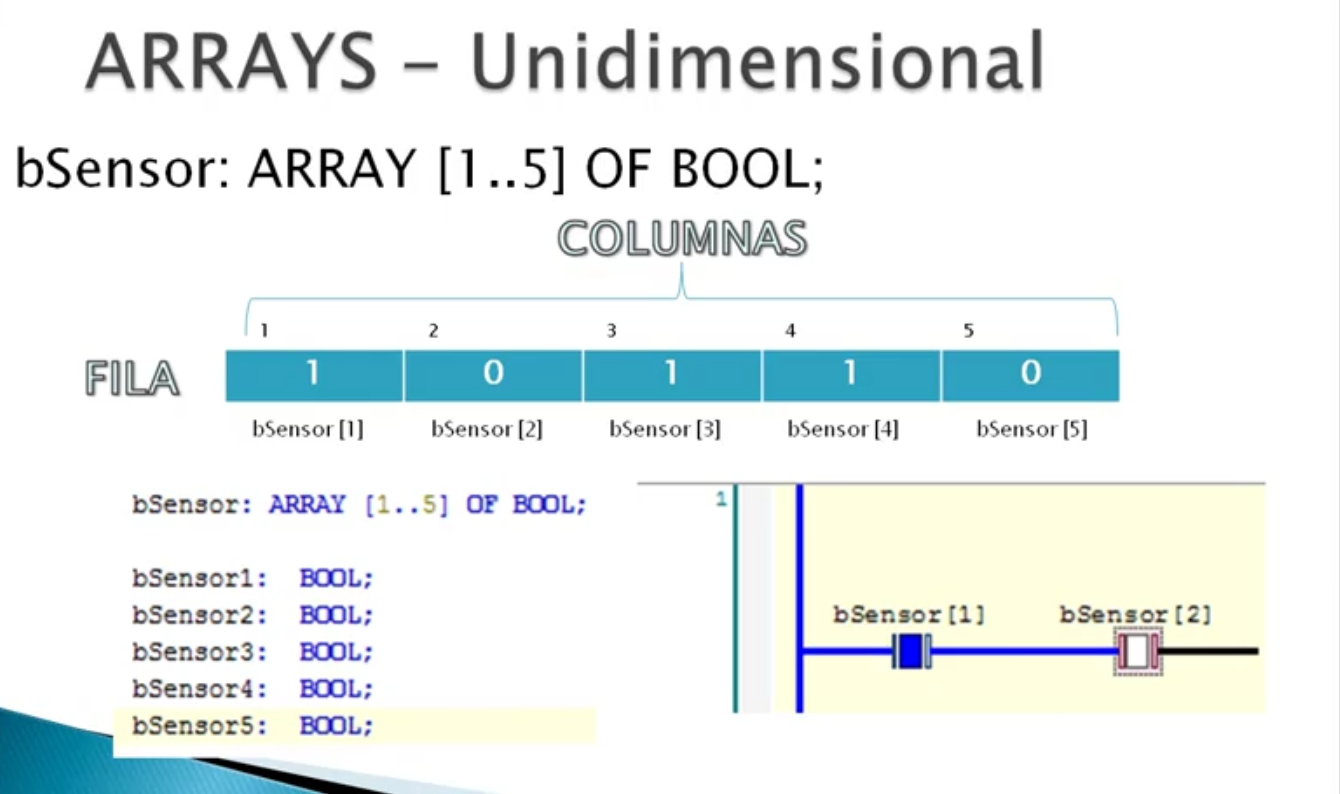 ARRAYS – Unidimensional
bSensor: ARRAY [1..5] OF BOOL;
COLUMNAS
1 2 3 4 5
FILA 1 0 1 1 0
bSensor [1] bSensor [2] bSensor [3] bSensor [4] bSensor [5]
bSensor: ARRAY [1..5] OF BOOL;
bSensor1: BOOL;
bSensor2: BOOL;
bSensor3: BOOL;
bSensor4: BOOL;
bSensor5: BOOL;
1
bSensor[1] bSensor[2]